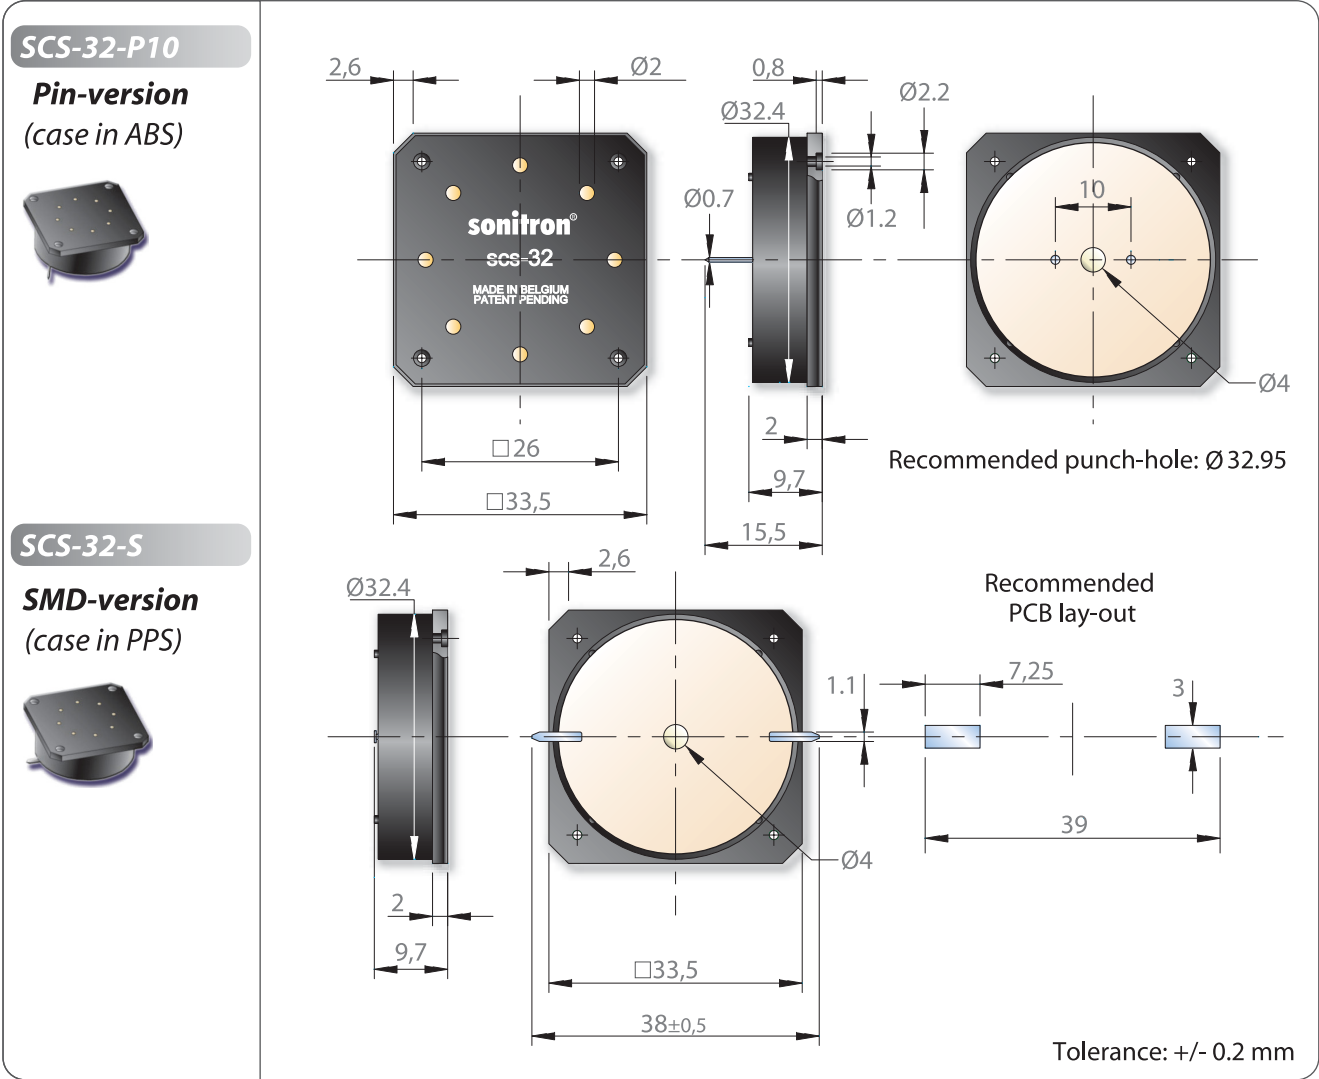 SCS-32-P10
Pin-version
(case in ABS)
2,6
Ø2
0,8
Ø2.2
Ø32.4
Ø0.7
Ø1.2
10
sonitron®
scs-32
MADE IN BELGIUM
PATENT PENDING
Ø4
2
□26
9,7
□33,5
15,5
Recommended punch-hole: Ø 32.95
SCS-32-S
SMD-version
(case in PPS)
Ø32.4
2,6
1.1
Ø4
2
9,7
□33,5
38±0,5
Recommended
PCB lay-out
7,25
3
39
Tolerance: +/- 0.2 mm